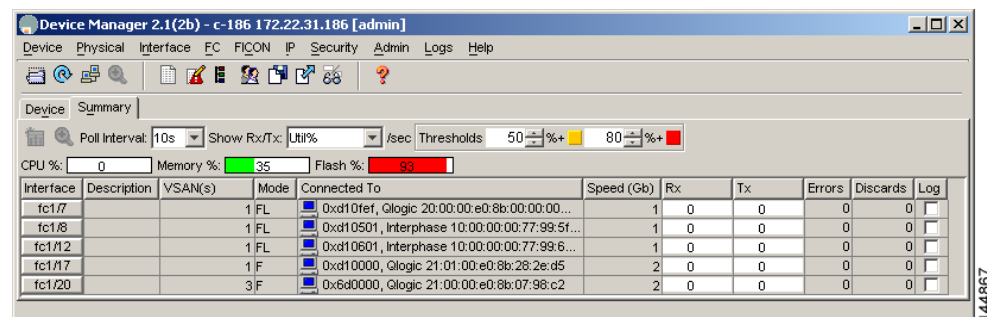 Device Manager 2.1(2b) - c-186 172.22.31.186 [admin]
Device Physical Interface FC FICON IP Security Admin Logs Help
Device Summary
Poll Interval: 10s Show Rx/Tx: Util% /sec Thresholds 50 %+ 80 %+
CPU %: 0 Memory %: 35 Flash %: 93
Interface Description VSAN(s) Mode Connected To Speed (Gb) Rx Tx Errors Discards Log
fc1/7 1 FL 0xd10fef, Qlogic 20:00:00:e0:8b:00:00:00... 1 0 0 0 0
fc1/8 1 FL 0xd10501, Interphase 10:00:00:00:77:99:5f... 1 0 0 0 0
fc1/12 1 FL 0xd10601, Interphase 10:00:00:00:77:99:6... 1 0 0 0 0
fc1/17 1 F 0xd10000, Qlogic 21:01:00:e0:8b:28:2e:d5 2 0 0 0 0
fc1/20 3 F 0x6d0000, Qlogic 21:00:00:e0:8b:07:98:c2 2 0 0 0 0
144867